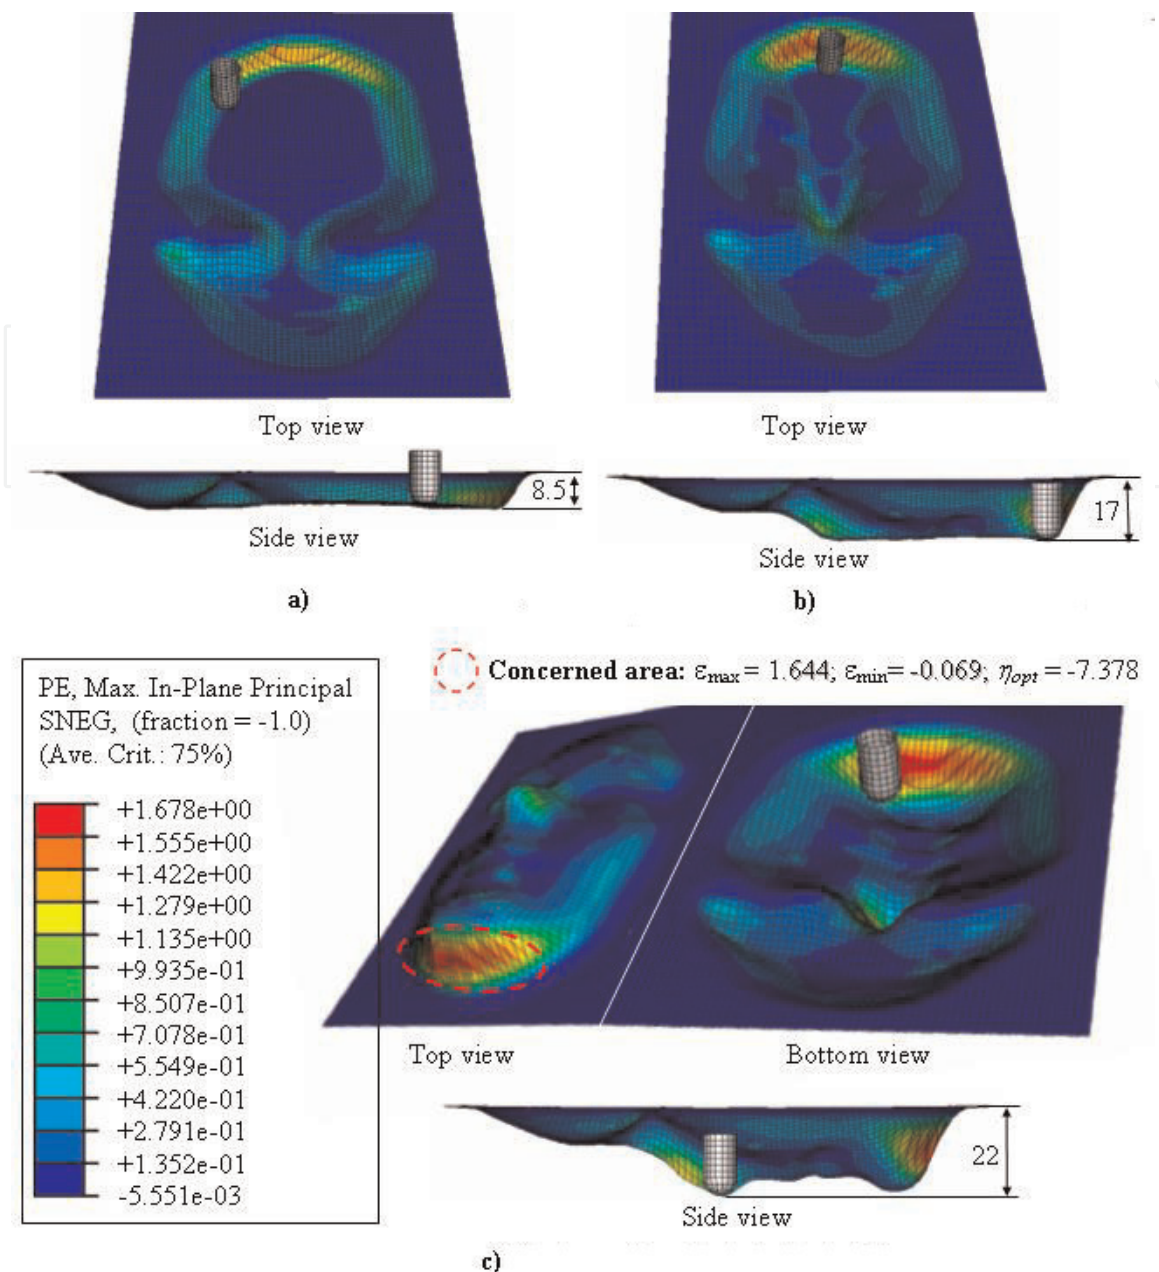 Top view
Top view
8.5
17
Side view
Side view
a)
b)
Concerned area: εmax = 1.644; εmin= -0.069; ηopt = -7.378
PE, Max. In-Plane Principal
SNEG, (fraction = -1.0)
(Ave. Crit.: 75%)
+1.678e+00
+1.555e+00
+1.422e+00
+1.279e+00
+1.135e+00
+9.935e-01
+8.507e-01
+7.078e-01
+5.549e-01
+4.220e-01
+2.791e-01
+1.352e-01
-5.551e-03
Top view
Bottom view
22
Side view
c)